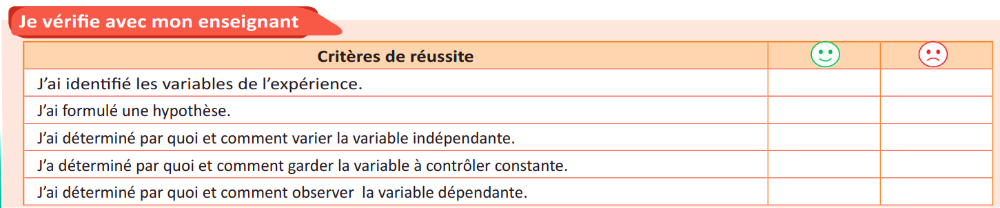 Je vérifie avec mon enseignant
Critères de réussite
J'ai identifié les variables de l'expérience.
J'ai formulé une hypothèse.
J'ai déterminé par quoi et comment varier la variable indépendante.
J'a déterminé par quoi et comment garder la variable à contrôler constante.
J'ai déterminé par quoi et comment observer  la variable dépendante.